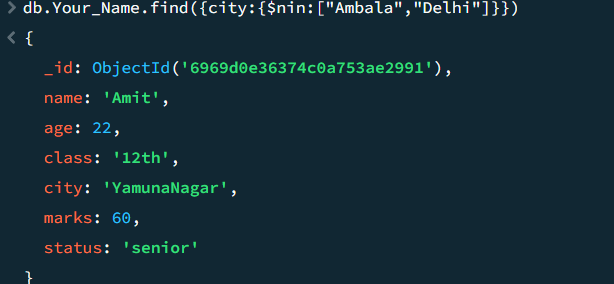 > db.Your_Name.find({city:{$nin:["Ambala","Delhi"]}})
< {
_id: ObjectId('6969d0e36374c0a753ae2991'),
name: 'Amit',
age: 22,
class: '12th',
city: 'YamunaNagar',
marks: 60,
status: 'senior'
}